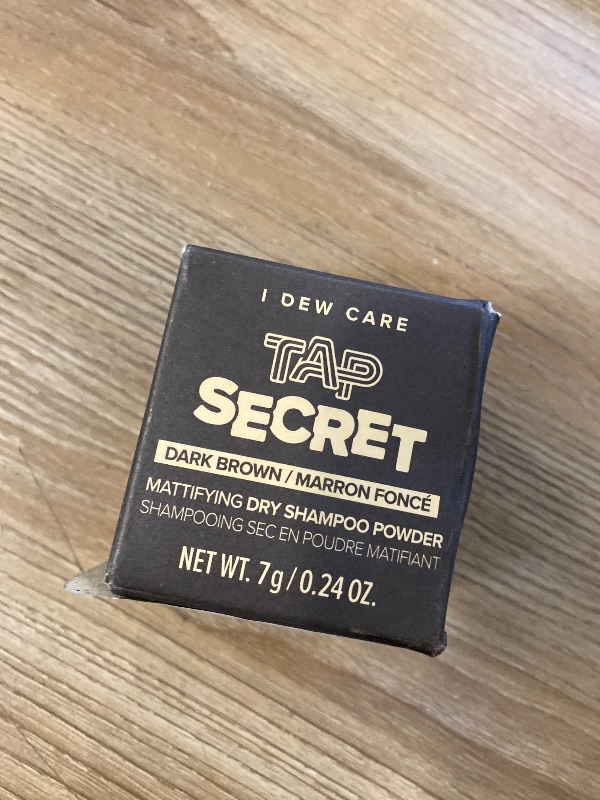 I DEW CARE
TAP
SECRET
DARK BROWN / MARRON FONCÉ
MATTIFYING DRY SHAMPOO POWDER
SHAMPOOING SEC EN POUDRE MATIFIANT
NET WT. 7g / 0.24 OZ.